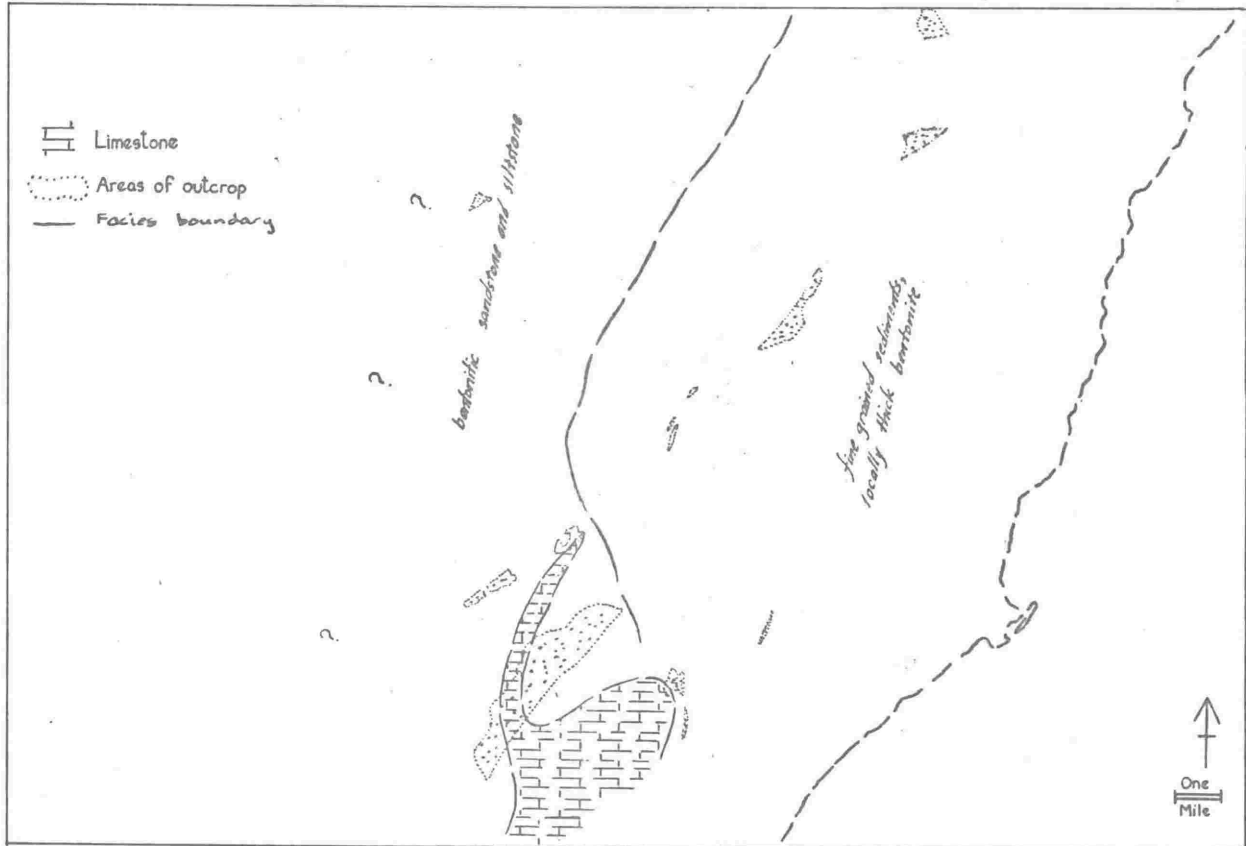 Limestone
Areas of outcrop
Facies boundary
?
?
?
bentonitic sandstone and siltstone
fine grained sediments,
locally thick bentonite
One
Mile